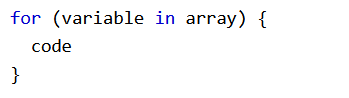 for (variable in array) {
  code
}